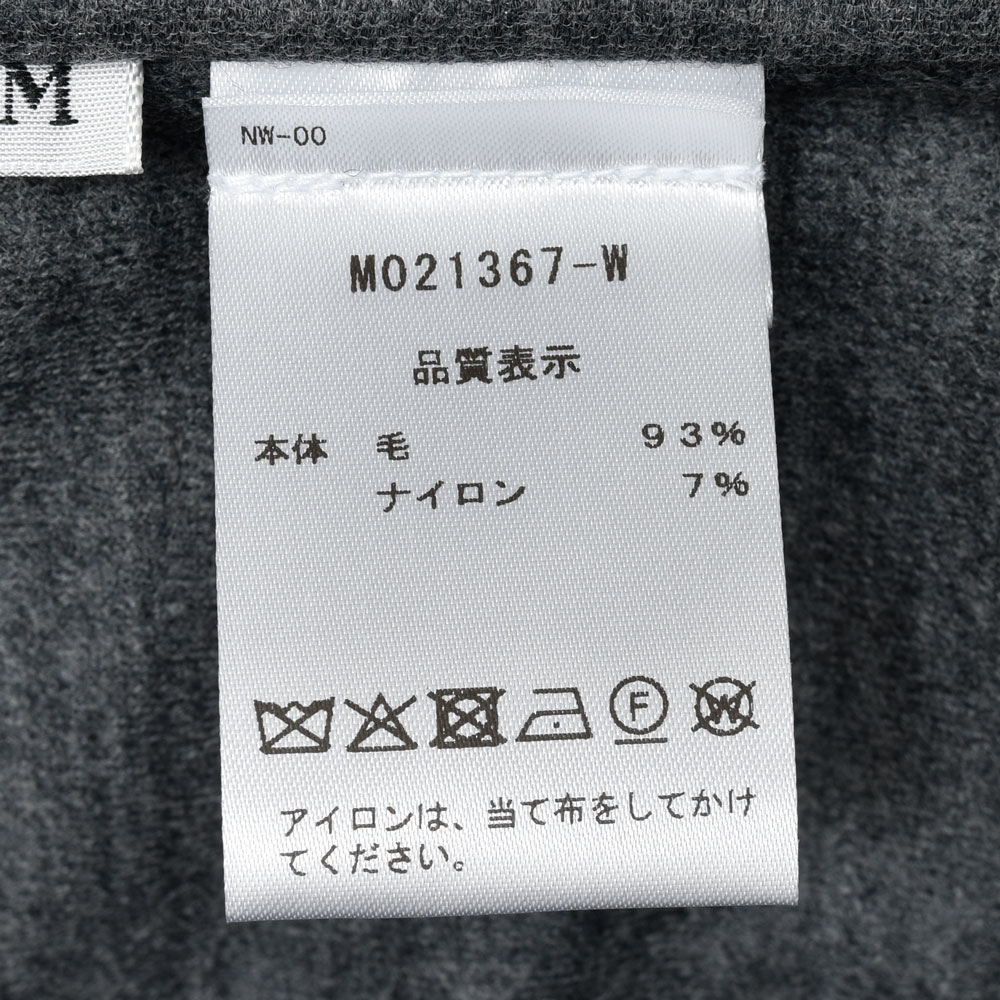 M
NW-00
M021367-W
品質表示
本体 毛 93%
ナイロン 7%
F W
アイロンは、当て布をしてかけ
てください。